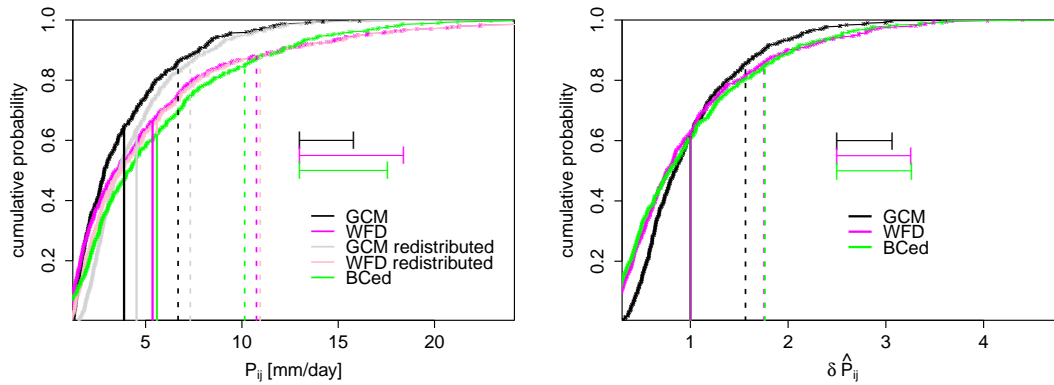 cumulative probability
0.2 0.4 0.6 0.8 1.0
GCM
WFD
GCM redistributed
WFD redistributed
BCed
5 10 15 20
P_ij [mm/day]
cumulative probability
0.2 0.4 0.6 0.8 1.0
GCM
WFD
BCed
1 2 3 4
δ P̂_ij